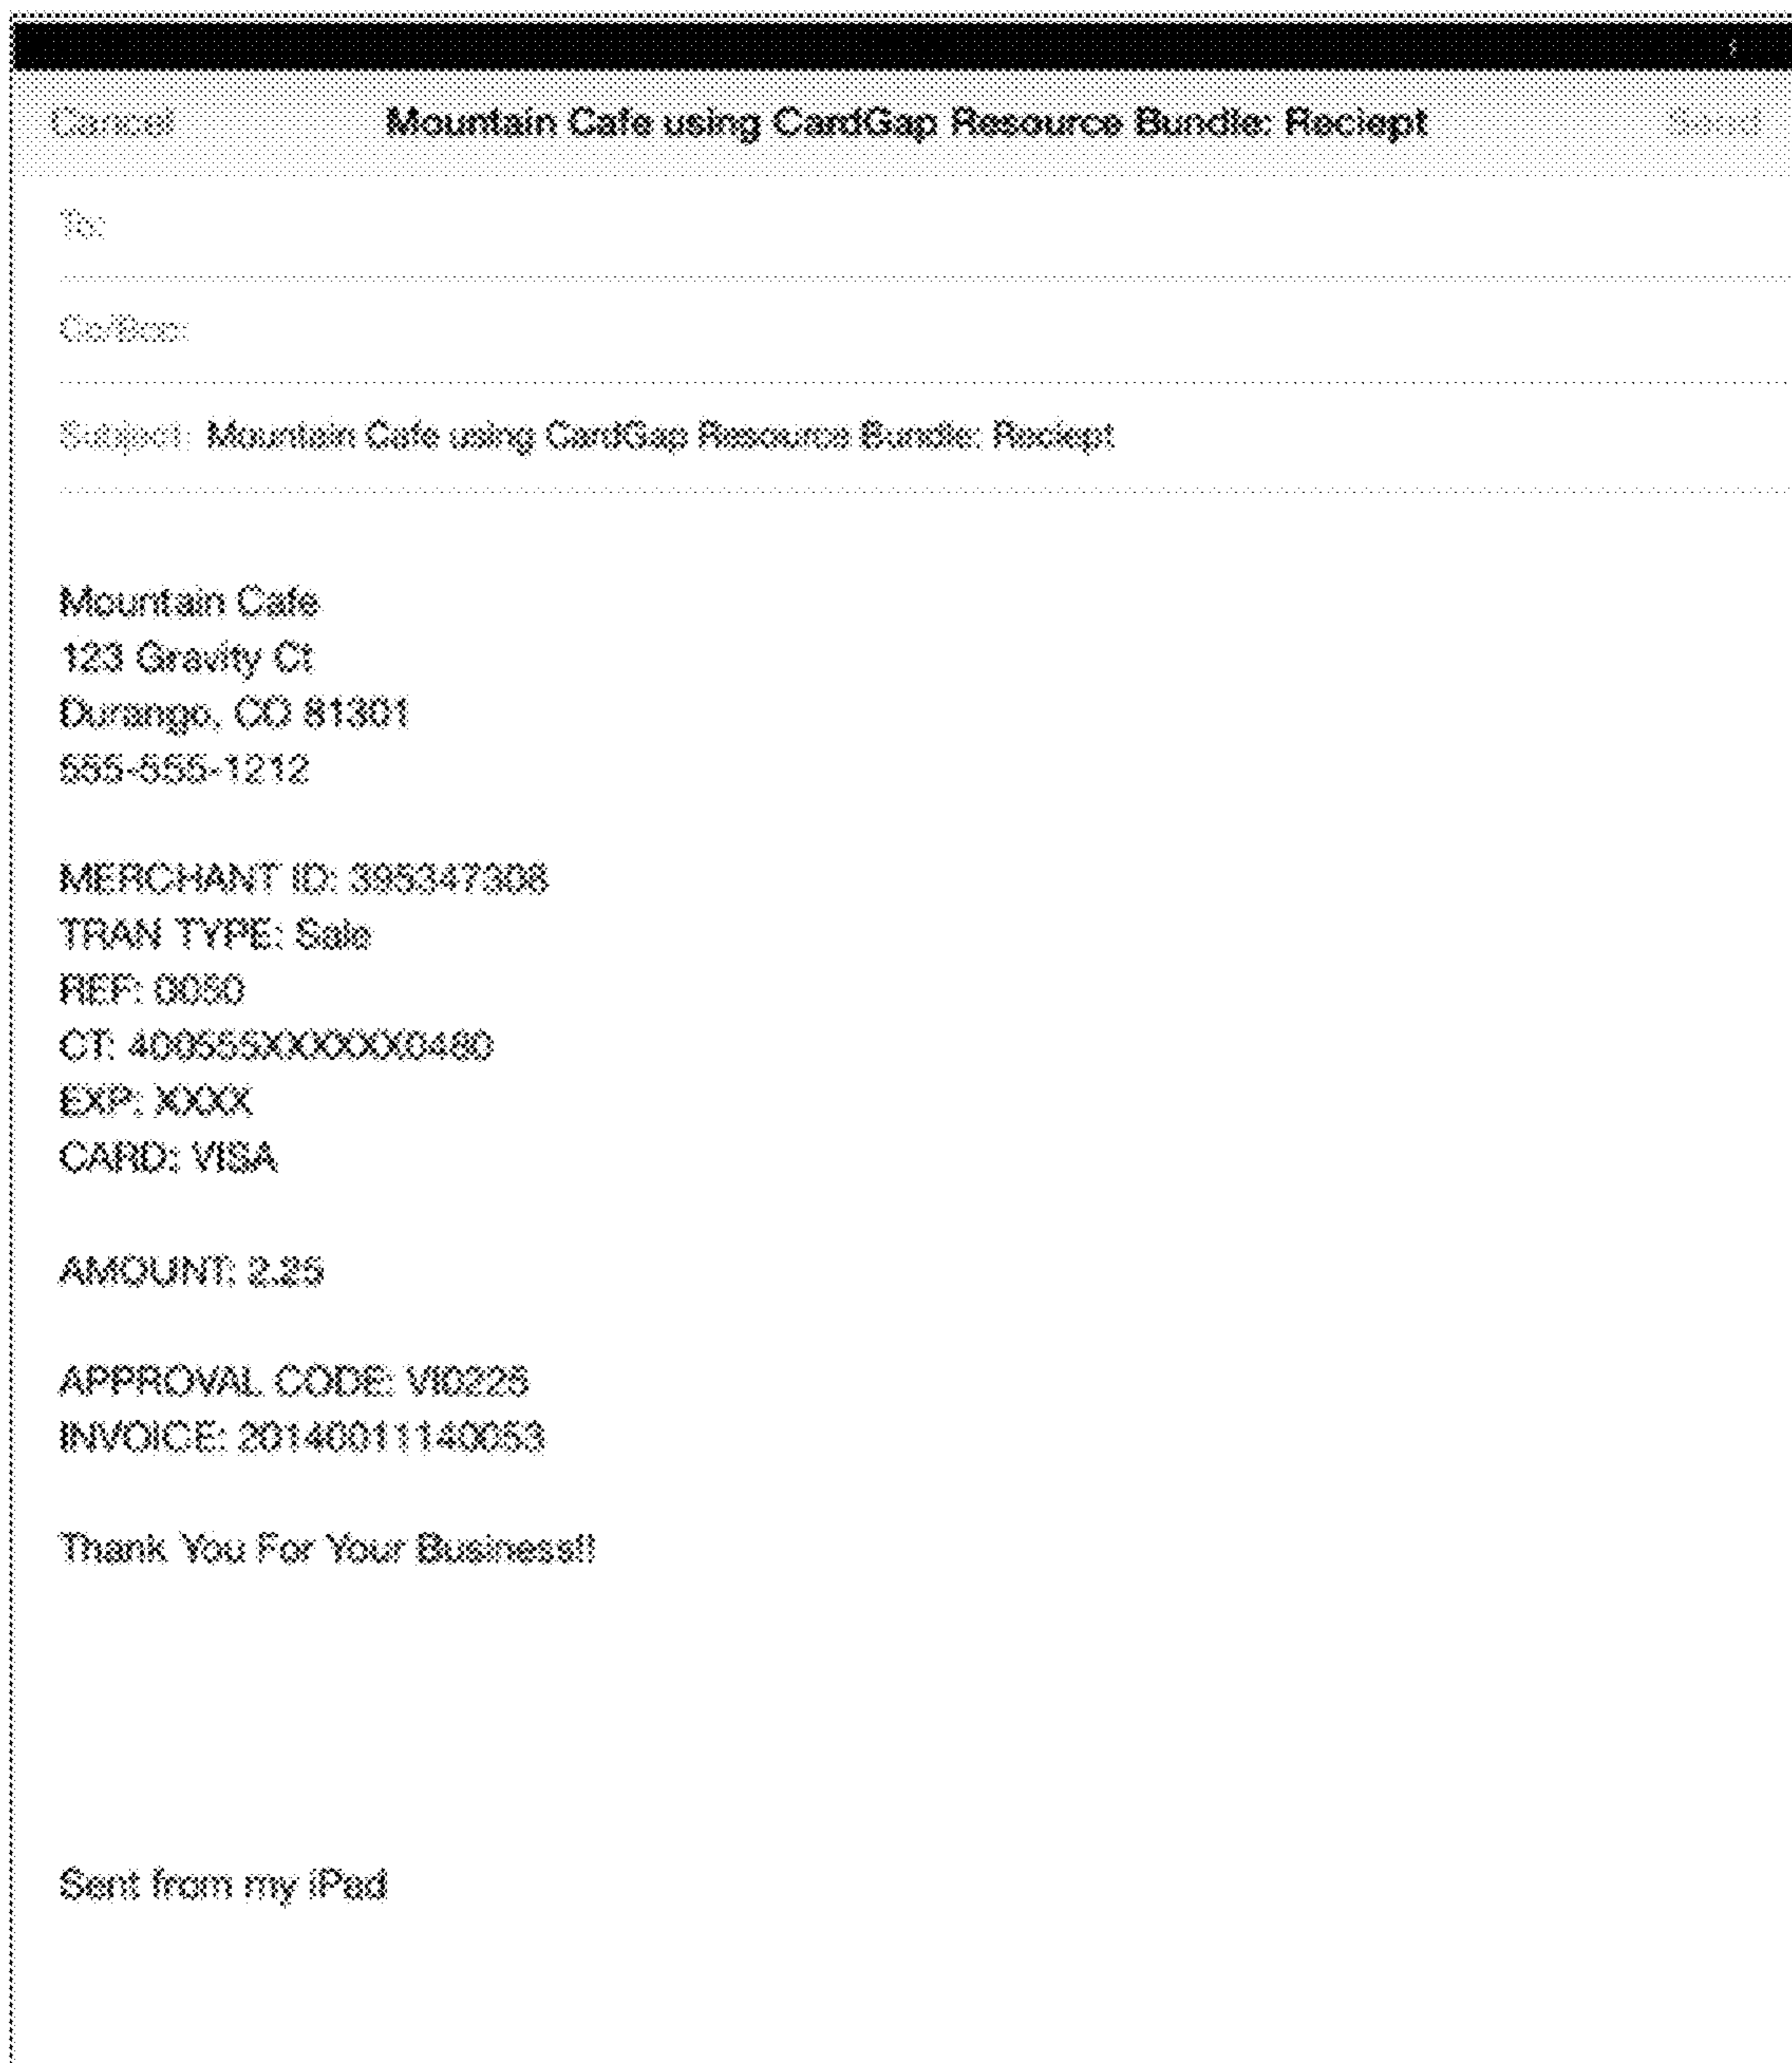 Cancel Mountain Cafe using CardGap Resource Bundle: Reciept Send
To:
Cc/Bcc:
Subject: Mountain Cafe using CardGap Resource Bundle: Reciept
Mountain Cafe
123 Gravity Ct
Durango, CO 81301
555-555-1212
MERCHANT ID: 395347308
TRAN TYPE: Sale
REF: 0050
CT: 400555XXXXXX0480
EXP: XXXX
CARD: VISA
AMOUNT: 2.25
APPROVAL CODE: VI0225
INVOICE: 20140011140053
Thank You For Your Business!!
Sent from my iPad